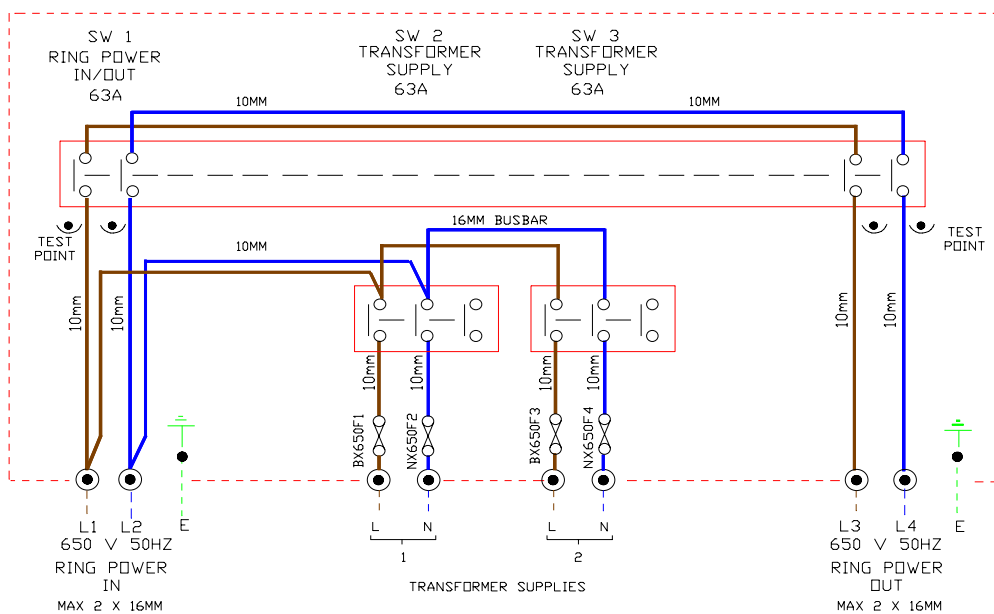 SW 1
RING POWER
IN/OUT
63A
SW 2
TRANSFORMER
SUPPLY
63A
SW 3
TRANSFORMER
SUPPLY
63A
10MM
10MM
TEST
POINT
10MM
16MM BUSBAR
TEST
POINT
10mm
10mm
10mm
10mm
10mm
10mm
10mm
10mm
BX650F1
NX650F2
BX650F3
NX650F4
L1
L2
E
650 V 50HZ
RING POWER
IN
MAX 2 X 16MM
L
N
1
L
N
2
TRANSFORMER SUPPLIES
L3
L4
E
650 V 50HZ
RING POWER
OUT
MAX 2 X 16MM